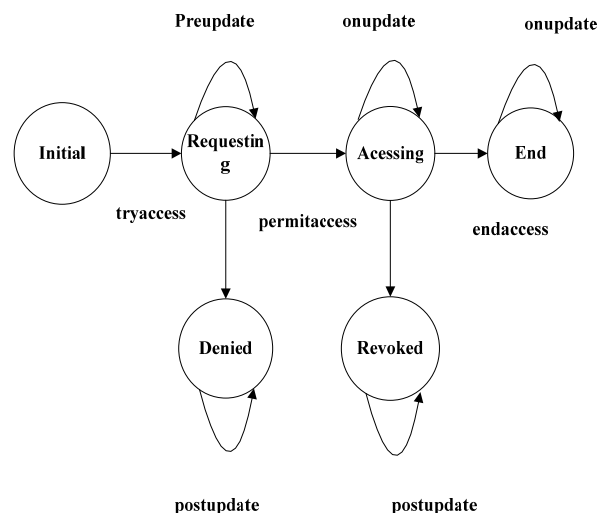 Preupdate
onupdate
onupdate
Initial
Requestin
g
Acessing
End
tryaccess
permitaccess
endaccess
Denied
Revoked
postupdate
postupdate